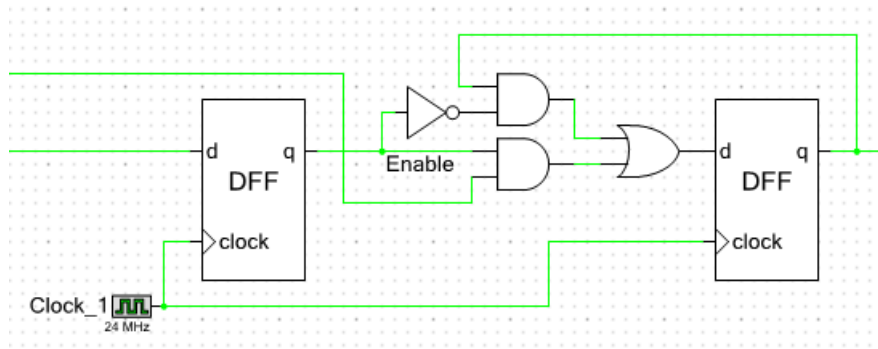 d q
DFF
clock
Enable
d q
DFF
clock
Clock_1
24 MHz